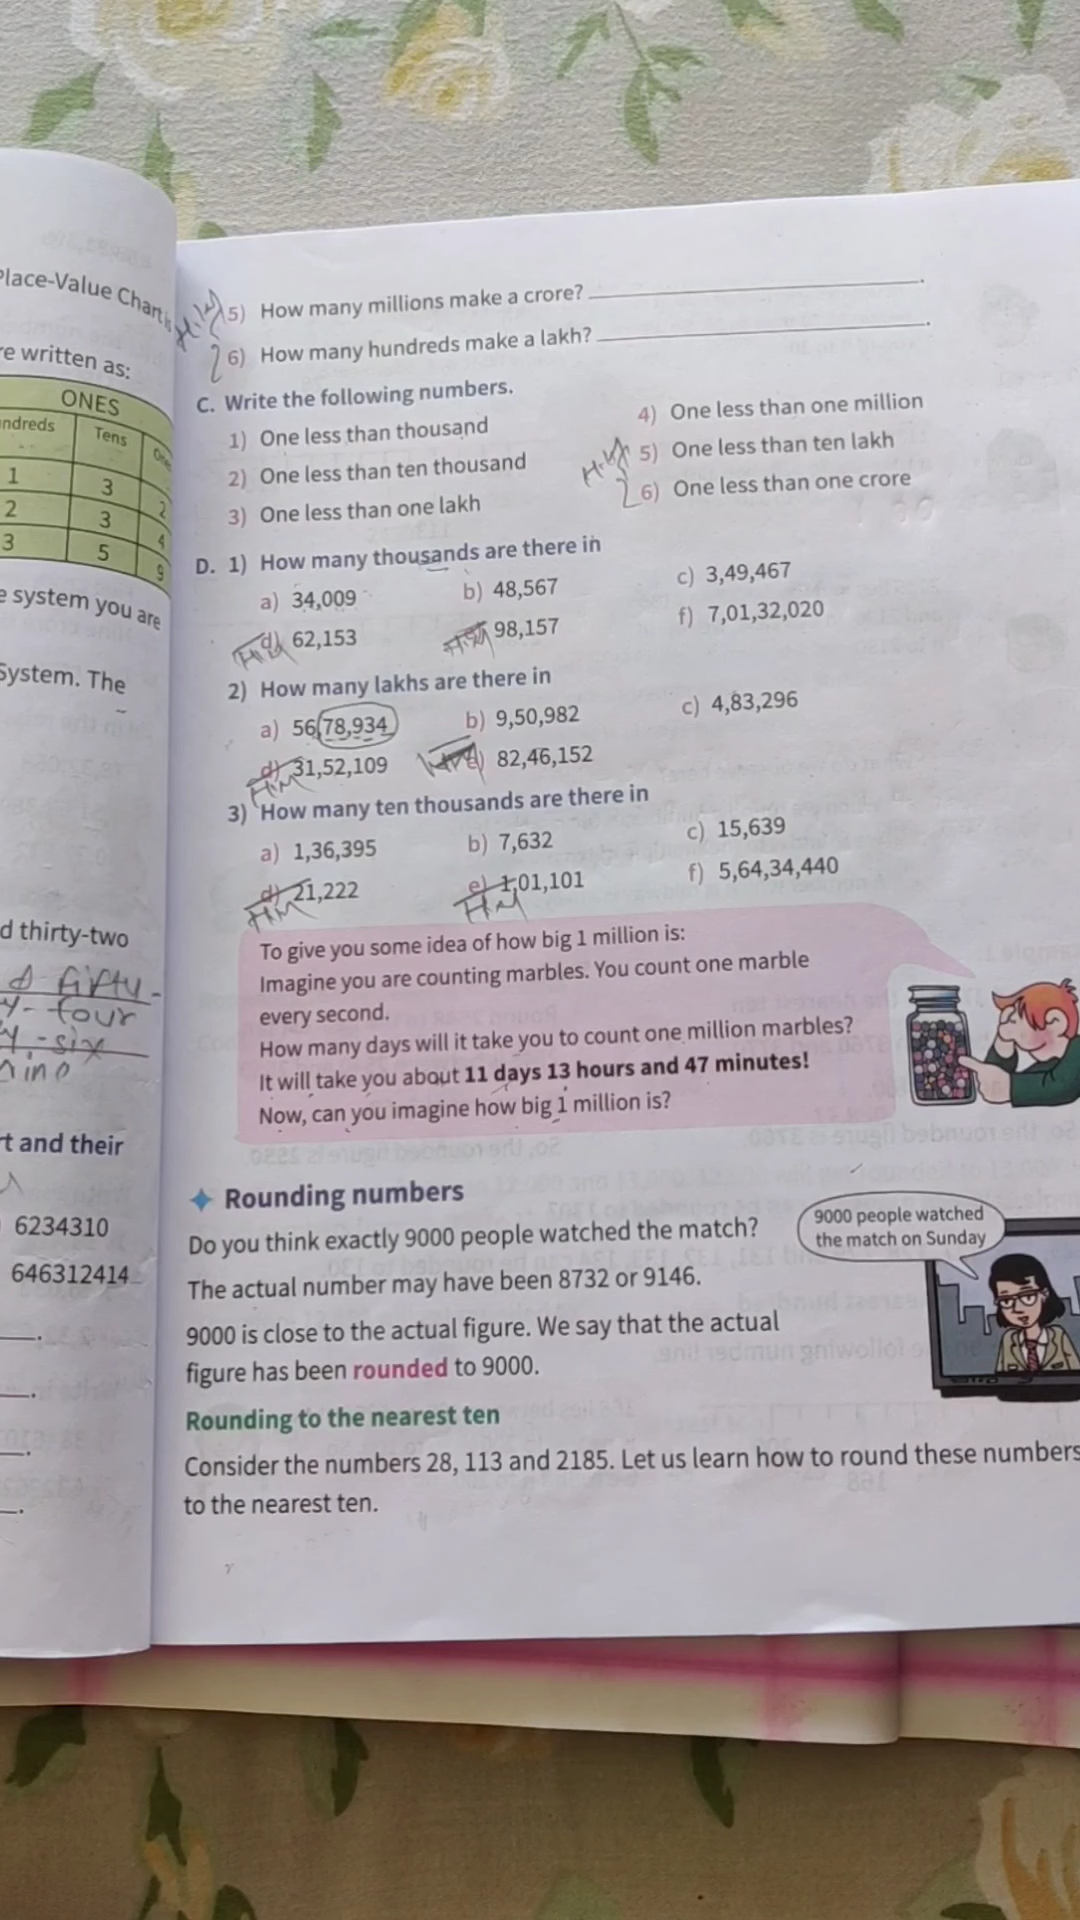 Place-Value Chart is
re written as:
ONES
ndreds Tens Ones
1 3 2
2 3 4
3 5 9
e system you are
System. The
d thirty-two
d fifty-
y-four
y-six
nine
t and their
6234310
646312414
H.W 5) How many millions make a crore? ____.
6) How many hundreds make a lakh? ____.
C. Write the following numbers.
1) One less than thousand
2) One less than ten thousand
3) One less than one lakh
4) One less than one million
H.W 5) One less than ten lakh
6) One less than one crore
D. 1) How many thousands are there in
a) 34,009 b) 48,567 c) 3,49,467
d) 62,153 98,157 f) 7,01,32,020
2) How many lakhs are there in
a) 56,78,934 b) 9,50,982 c) 4,83,296
d) 31,52,109 82,46,152
3) How many ten thousands are there in
a) 1,36,395 b) 7,632 c) 15,639
d) 21,222 e) 1,01,101 f) 5,64,34,440
To give you some idea of how big 1 million is:
Imagine you are counting marbles. You count one marble
every second.
How many days will it take you to count one million marbles?
It will take you about 11 days 13 hours and 47 minutes!
Now, can you imagine how big 1 million is?
Rounding numbers
Do you think exactly 9000 people watched the match?
9000 people watched
the match on Sunday
The actual number may have been 8732 or 9146.
9000 is close to the actual figure. We say that the actual
figure has been rounded to 9000.
Rounding to the nearest ten
Consider the numbers 28, 113 and 2185. Let us learn how to round these numbers
to the nearest ten.